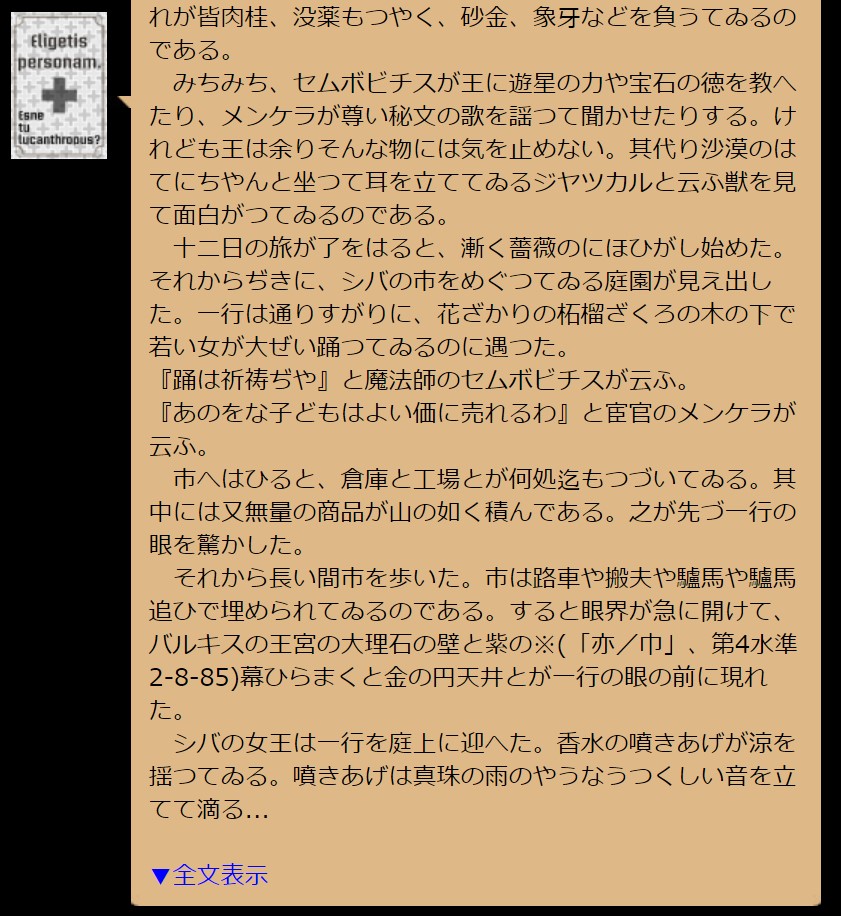 Eligetis
personam.
Esne
tu
lucanthropus?
れが皆肉桂、没薬もつやく、砂金、象牙などを負うてゐるの
である。
　みちみち、セムボビチスが王に遊星の力や宝石の徳を教へ
たり、メンケラが尊い秘文の歌を謡つて聞かせたりする。け
れども王は余りそんな物には気を止めない。其代り沙漠のは
てにちやんと坐つて耳を立ててゐるジヤツカルと云ふ獣を見
て面白がつてゐるのである。
　十二日の旅が了をはると、漸く薔薇のにほひがし始めた。
それからぢきに、シバの市をめぐつてゐる庭園が見え出し
た。一行は通りすがりに、花ざかりの柘榴ざくろの木の下で
若い女が大ぜい踊つてゐるのに遇つた。
『踊は祈祷ぢや』と魔法師のセムボビチスが云ふ。
『あのをな子どもはよい価に売れるわ』と宦官のメンケラが
云ふ。
　市へはひると、倉庫と工場とが何処迄もつづいてゐる。其
中には又無量の商品が山の如く積んである。之が先づ一行の
眼を驚かした。
　それから長い間市を歩いた。市は路車や搬夫や驢馬や驢馬
追ひで埋められてゐるのである。すると眼界が急に開けて、
バルキスの王宮の大理石の壁と紫の※(「亦／巾」、第4水準
2-8-85)幕ひらまくと金の円天井とが一行の眼の前に現れ
た。
　シバの女王は一行を庭上に迎へた。香水の噴きあげが涼を
揺つてゐる。噴きあげは真珠の雨のやうなうつくしい音を立
てて滴る...
▼全文表示